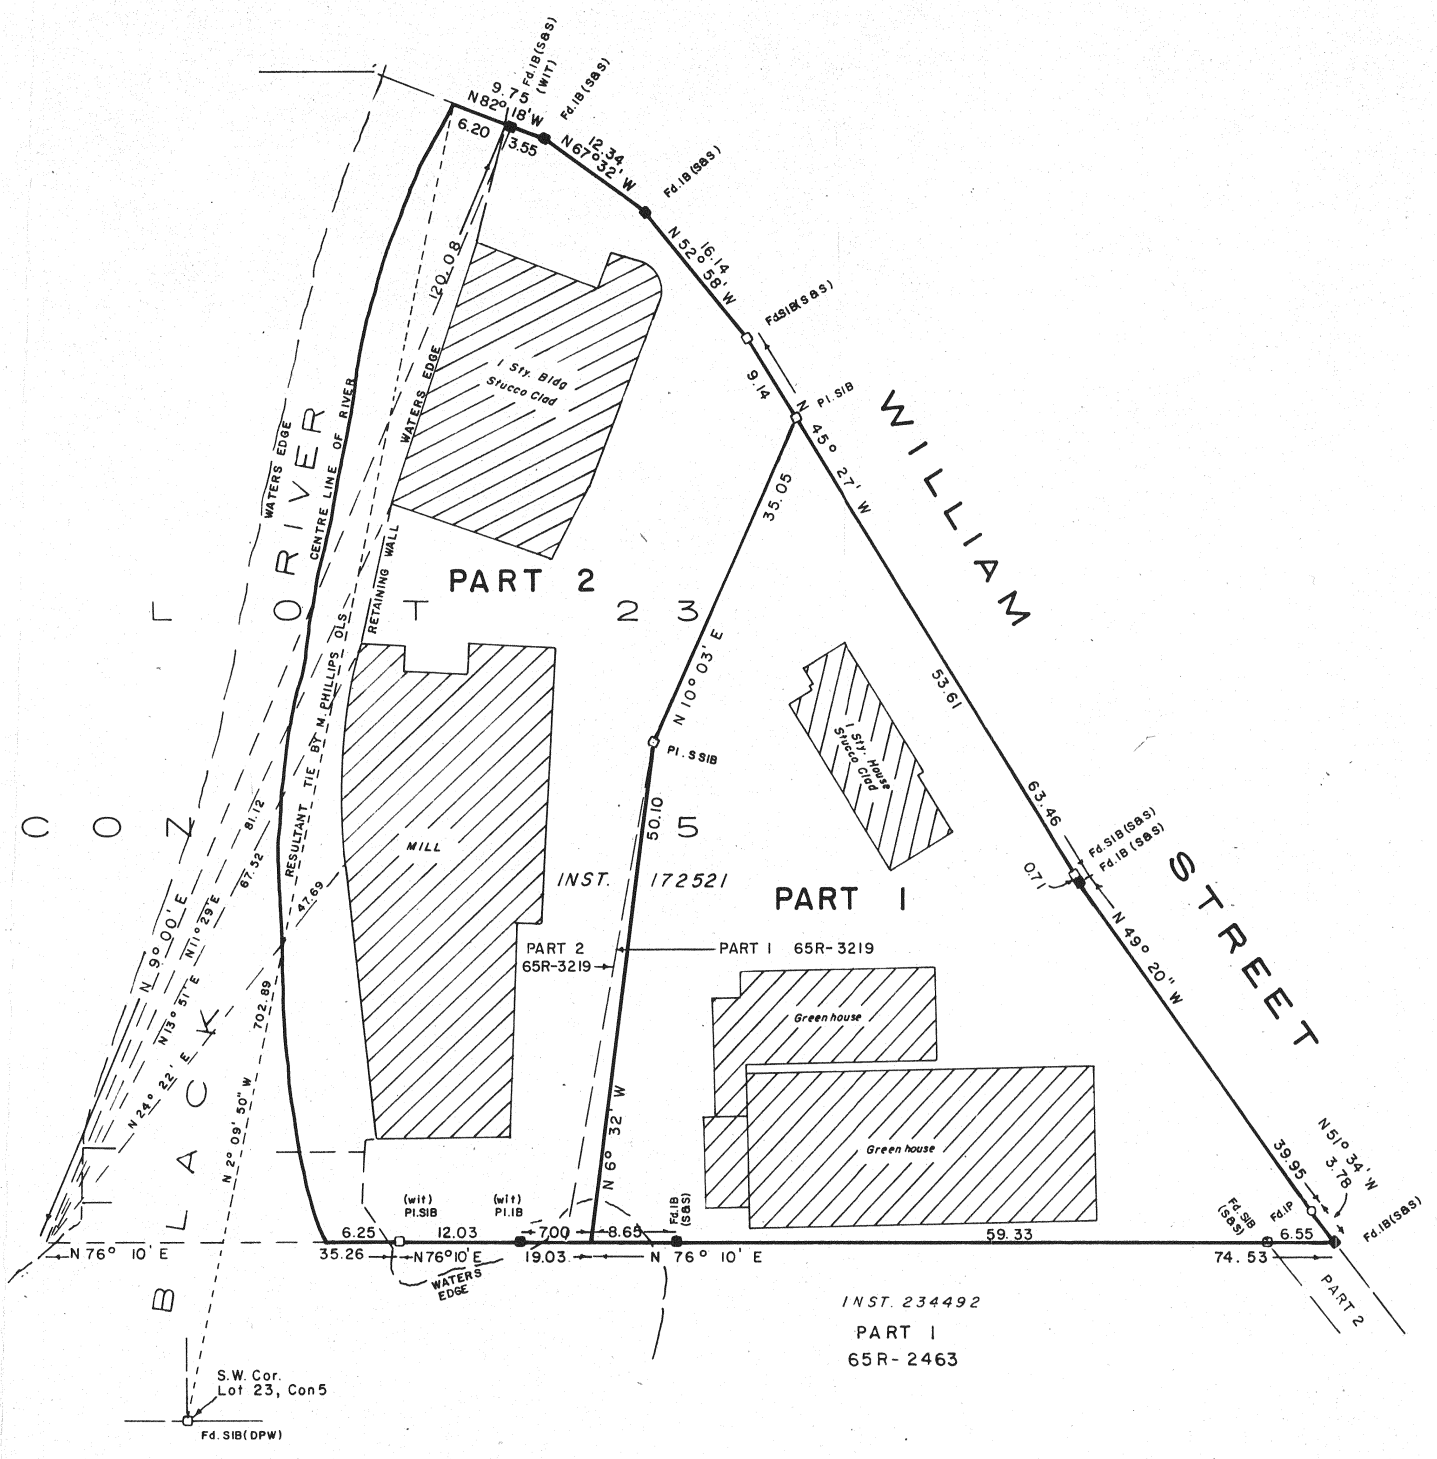 Fd.IB(S&S)
(WIT)
Fd.IB(S&S)
9.75
N82° 18'W
6.20
3.55
12.34
N67°32' W
Fd.IB(S&S)
16.14
N 52° 58' W
Fd.SIB(S&S)
9.14
Pl.SIB
N 45° 27' W
WILLIAM
STREET
120.08
WATERS EDGE
1 Sty. Bldg
Stucco Clad
WATERS EDGE
RIVER
CENTRE LINE OF RIVER
35.05
RETAINING WALL
PART 2
LOT 23
N 10° 03' E
53.61
RESULTANT TIE BY M. PHILLIPS OLS
1 Sty. House
Stucco Clad
Pl.SSIB
63.46
50.10
81.12
CON 5
MILL
Fd.SIB(S&S)
Fd.IB(S&S)
0.71
67.52
47.69
INST. 172521
PART 1
N 9° 00' E
N11° 29'E
N13° 51' E
N24° 22' E
N 49° 20" W
PART 2
65R-3219
PART 1 65R-3219
702.89
N 2° 09' 50" W
BLACK
Greenhouse
Greenhouse
N 6° 32' W
N51° 34' W
3.78
39.95
(wit)
Pl.SIB
(wit)
Pl.IB
Fd.IB
(S&S)
Fd.SIB
(S&S)
Fd.IP
Fd.IB(S&S)
6.25
12.03
7.00
8.65
59.33
6.55
N 76° 10' E
35.26
N76°10' E
19.03
N 76° 10' E
74.53
WATERS
EDGE
PART 2
INST. 234492
PART 1
65R-2463
S.W. Cor.
Lot 23, Con 5
Fd. SIB(DPW)